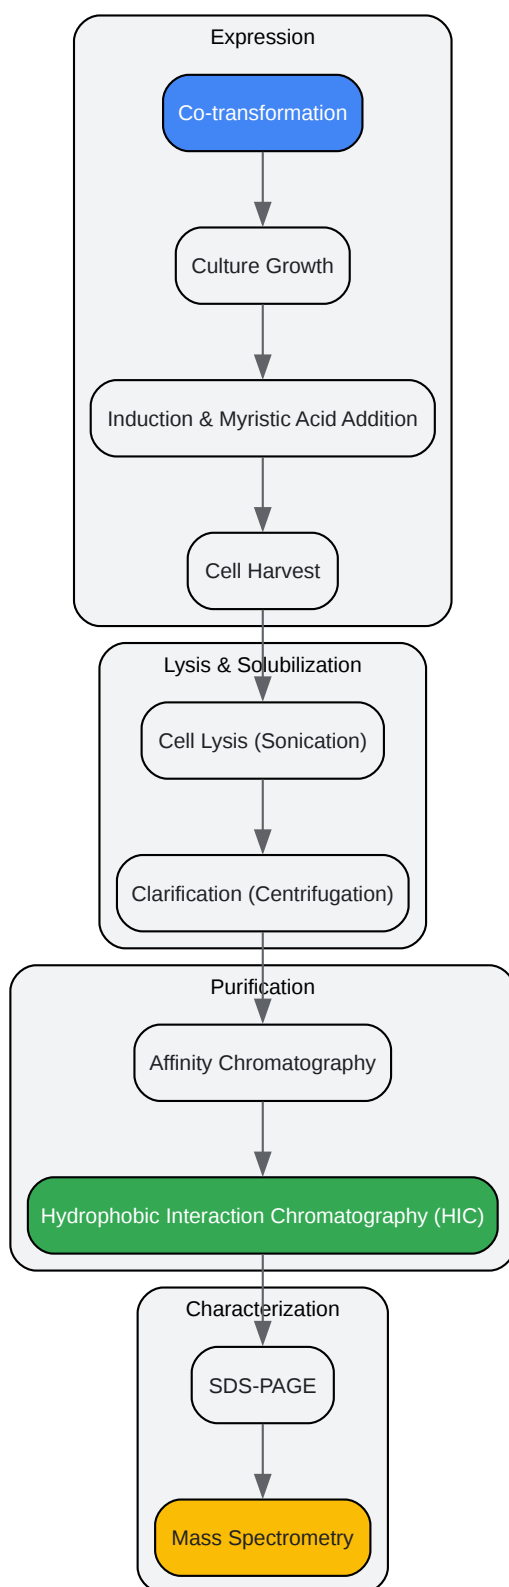 Expression
Co-transformation
Culture Growth
Induction & Myristic Acid Addition
Cell Harvest
Lysis & Solubilization
Cell Lysis (Sonication)
Clarification (Centrifugation)
Purification
Affinity Chromatography
Hydrophobic Interaction Chromatography (HIC)
Characterization
SDS-PAGE
Mass Spectrometry